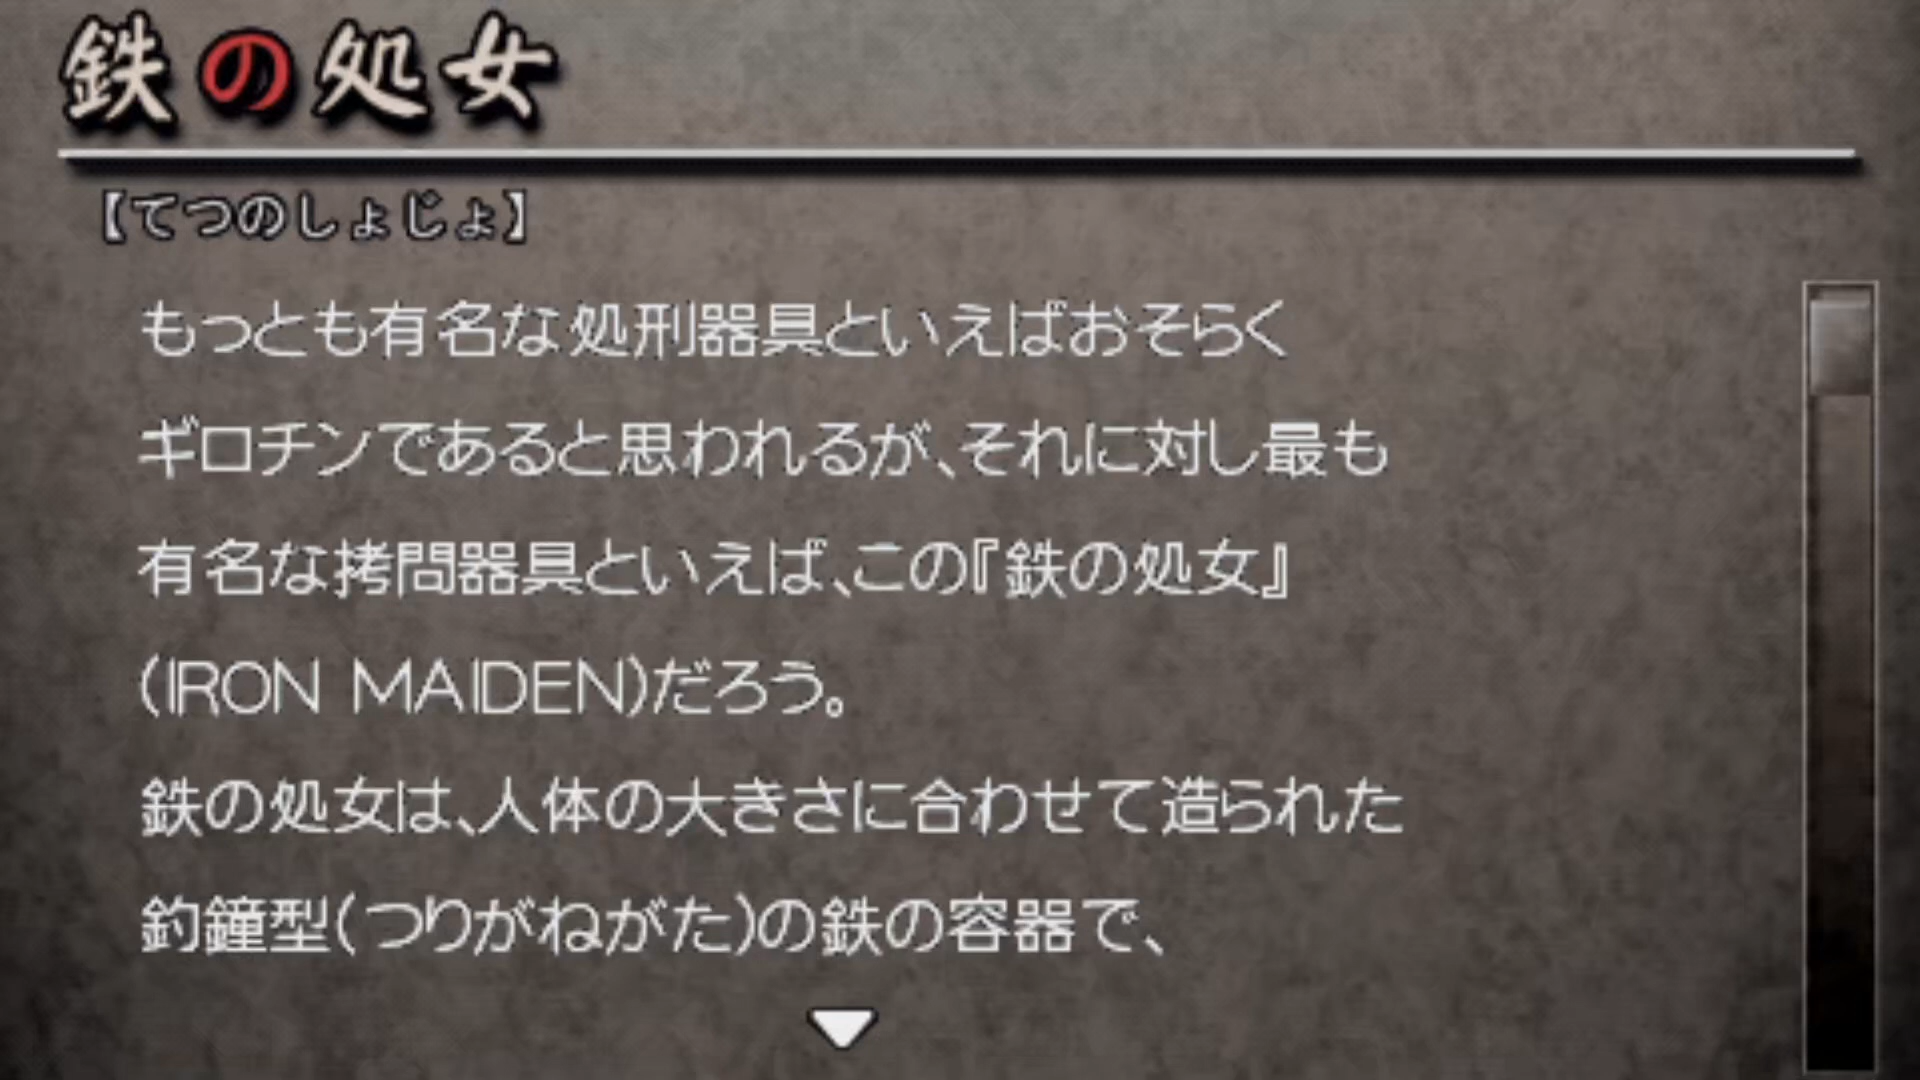 鉄の処女
【てつのしょじょ】
もっとも有名な処刑器具といえばおそらく
ギロチンであると思われるが、それに対し最も
有名な拷問器具といえば、この『鉄の処女』
(IRON MAIDEN)だろう。
鉄の処女は、人体の大きさに合わせて造られた
釣鐘型(つりがねがた)の鉄の容器で、